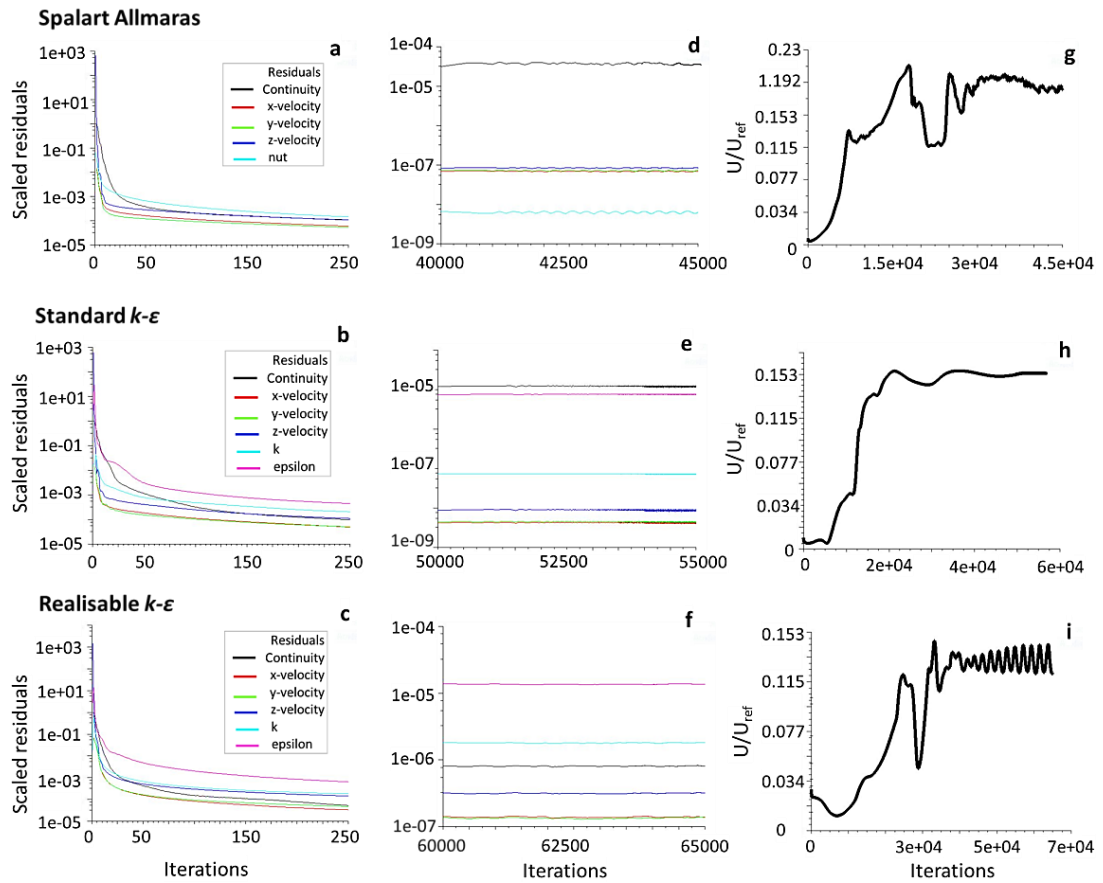 Spalart Allmaras
a
Scaled residuals
1e+03
1e+01
1e-01
1e-03
1e-05
0
50
150
250
Residuals
Continuity
x-velocity
y-velocity
z-velocity
nut
d
1e-04
1e-05
1e-07
1e-09
40000
42500
45000
g
U/Uref
0.23
1.192
0.153
0.115
0.077
0.034
0
0
1.5e+04
3e+04
4.5e+04
Standard k-ε
b
Scaled residuals
1e+03
1e+01
1e-01
1e-03
1e-05
0
50
150
250
Residuals
Continuity
x-velocity
y-velocity
z-velocity
k
epsilon
e
1e-05
1e-07
1e-09
50000
52500
55000
h
U/Uref
0.153
0.115
0.077
0.034
0
0
2e+04
4e+04
6e+04
Realisable k-ε
c
Scaled residuals
1e+03
1e+01
1e-01
1e-03
1e-05
0
50
150
250
Iterations
Residuals
Continuity
x-velocity
y-velocity
z-velocity
k
epsilon
f
1e-04
1e-05
1e-06
1e-07
60000
62500
65000
Iterations
i
U/Uref
0.153
0.115
0.077
0.034
0
0
3e+04
5e+04
7e+04
Iterations